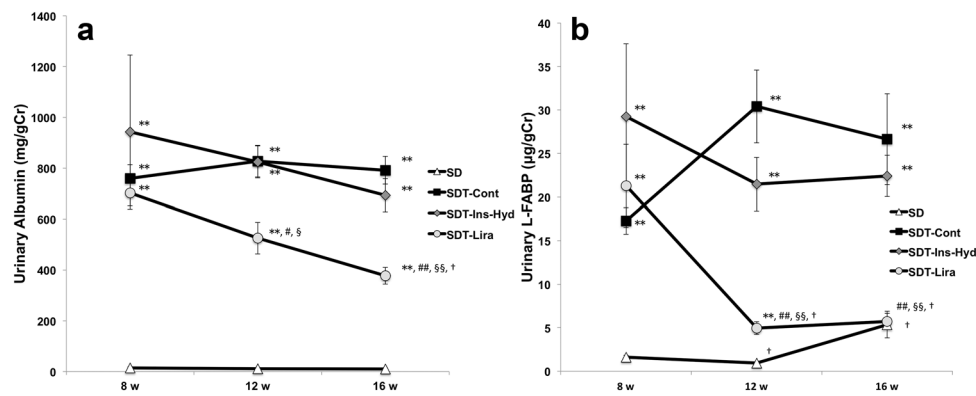 a
Urinary Albumin (mg/gCr)
1400
1200
1000
800
600
400
200
0
8 w
12 w
16 w
**
**
**
**
**
**, #, §
**
**
**, ##, §§, †
SD
SDT-Cont
SDT-Ins-Hyd
SDT-Lira
b
Urinary L-FABP (µg/gCr)
40
35
30
25
20
15
10
5
0
8 w
12 w
16 w
**
**
**
**
**
**, ##, §§, †
†
**
**
##, §§, †
†
SD
SDT-Cont
SDT-Ins-Hyd
SDT-Lira